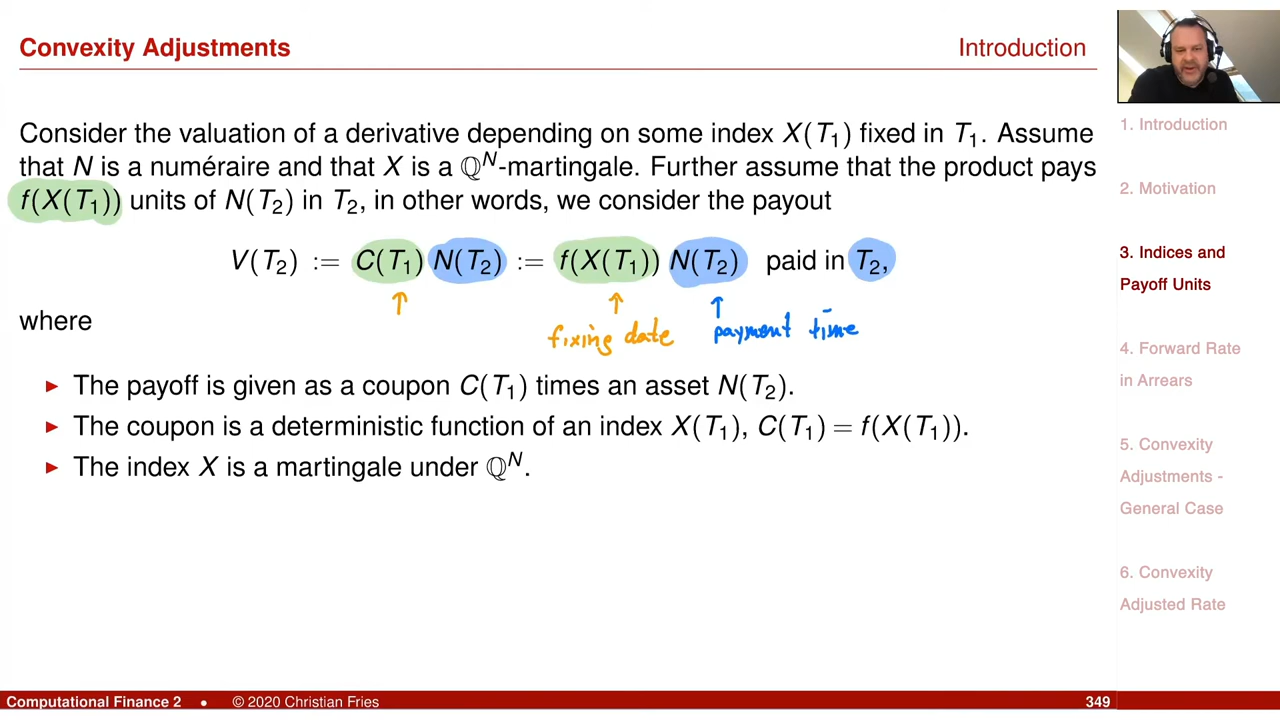 Convexity Adjustments
Introduction
Consider the valuation of a derivative depending on some index X(T₁) fixed in T₁. Assume
that N is a numéraire and that X is a ℚᴺ-martingale. Further assume that the product pays
f(X(T₁)) units of N(T₂) in T₂, in other words, we consider the payout
V(T₂) := C(T₁) N(T₂) := f(X(T₁)) N(T₂) paid in T₂,
↑ ↑ ↑
where
fixing date
payment time
► The payoff is given as a coupon C(T₁) times an asset N(T₂).
► The coupon is a deterministic function of an index X(T₁), C(T₁) = f(X(T₁)).
► The index X is a martingale under ℚᴺ.
1. Introduction
2. Motivation
3. Indices and
Payoff Units
4. Forward Rate
in Arrears
5. Convexity
Adjustments -
General Case
6. Convexity
Adjusted Rate
Computational Finance 2 • © 2020 Christian Fries
349